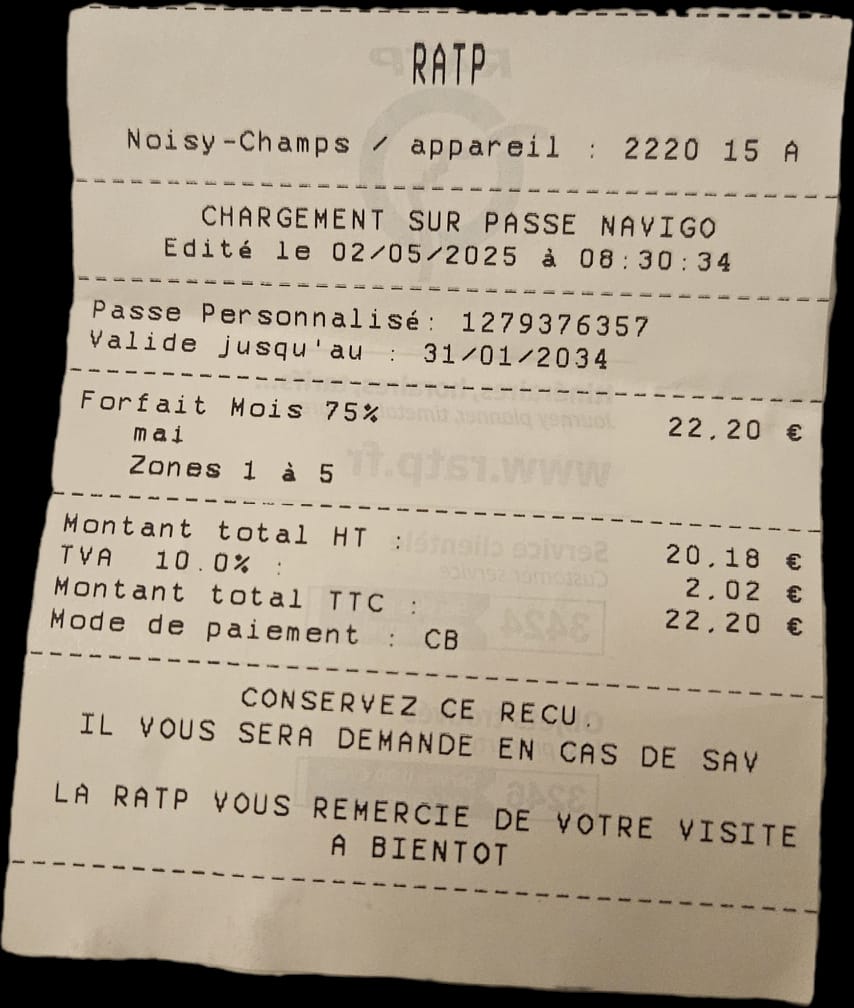 RATP
Noisy-Champs / appareil : 2220 15 A
CHARGEMENT SUR PASSE NAVIGO
Edité le 02/05/2025 à 08:30:34
Passe Personnalisé: 1279376357
Valide jusqu'au : 31/01/2034
Forfait Mois 75% 22,20 €
mai
Zones 1 à 5
Montant total HT : 20,18 €
TVA 10.0% : 2,02 €
Montant total TTC : 22,20 €
Mode de paiement : CB
CONSERVEZ CE RECU.
IL VOUS SERA DEMANDE EN CAS DE SAV
LA RATP VOUS REMERCIE DE VOTRE VISITE
A BIENTOT